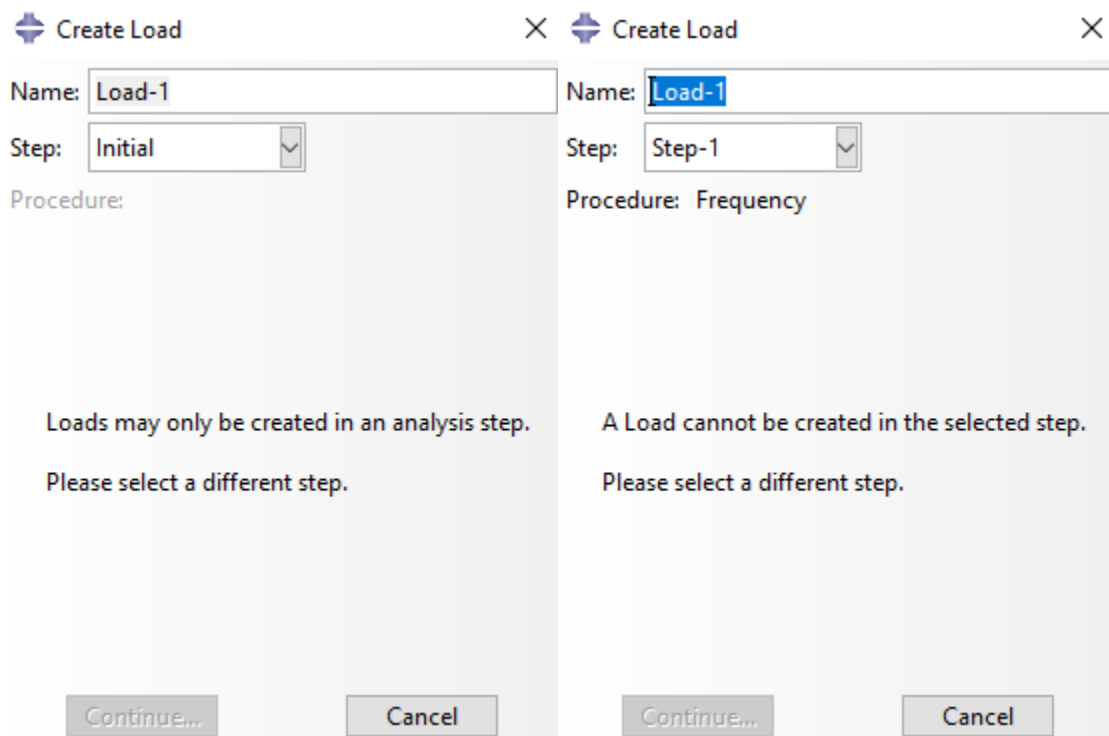 Create Load
Name: Load-1
Step: Initial
Procedure:
Loads may only be created in an analysis step.
Please select a different step.
Continue... Cancel
Create Load
Name: Load-1
Step: Step-1
Procedure: Frequency
A Load cannot be created in the selected step.
Please select a different step.
Continue... Cancel